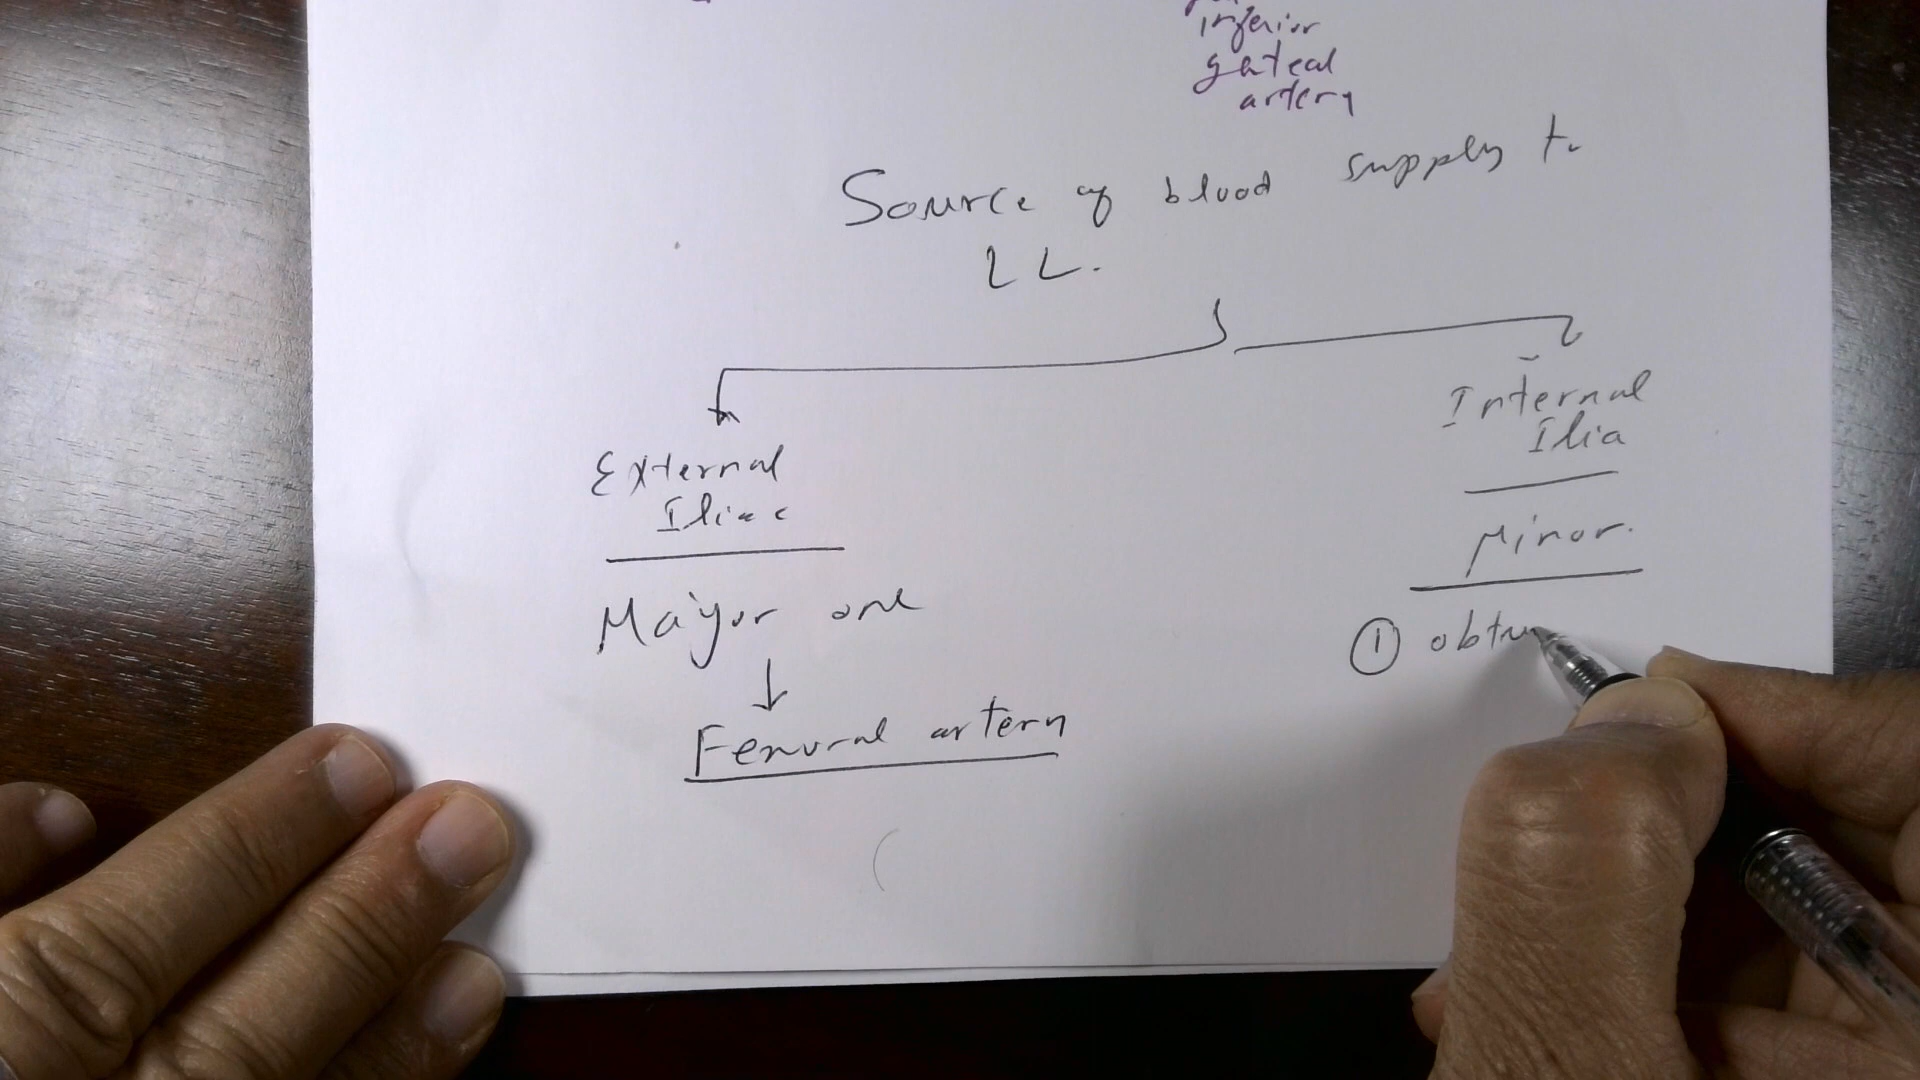 inferior
gluteal
artery
Source of blood supply to
LL.
External
Iliac
Major one
Femoral artery
Internal
Ilia
Minor.
① obtu